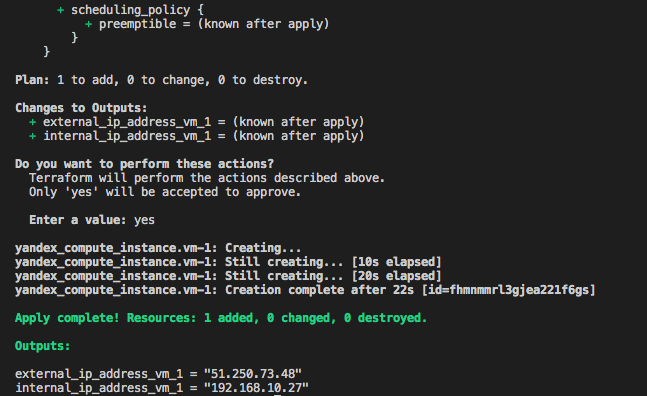 + scheduling_policy {
+ preemptible = (known after apply)
}
}
Plan: 1 to add, 0 to change, 0 to destroy.
Changes to Outputs:
+ external_ip_address_vm_1 = (known after apply)
+ internal_ip_address_vm_1 = (known after apply)
Do you want to perform these actions?
Terraform will perform the actions described above.
Only 'yes' will be accepted to approve.
Enter a value: yes
yandex_compute_instance.vm-1: Creating...
yandex_compute_instance.vm-1: Still creating... [10s elapsed]
yandex_compute_instance.vm-1: Still creating... [20s elapsed]
yandex_compute_instance.vm-1: Creation complete after 22s [id=fhmnmmrl3gjea221f6gs]
Apply complete! Resources: 1 added, 0 changed, 0 destroyed.
Outputs:
external_ip_address_vm_1 = "51.250.73.48"
internal_ip_address_vm_1 = "192.168.10.27"